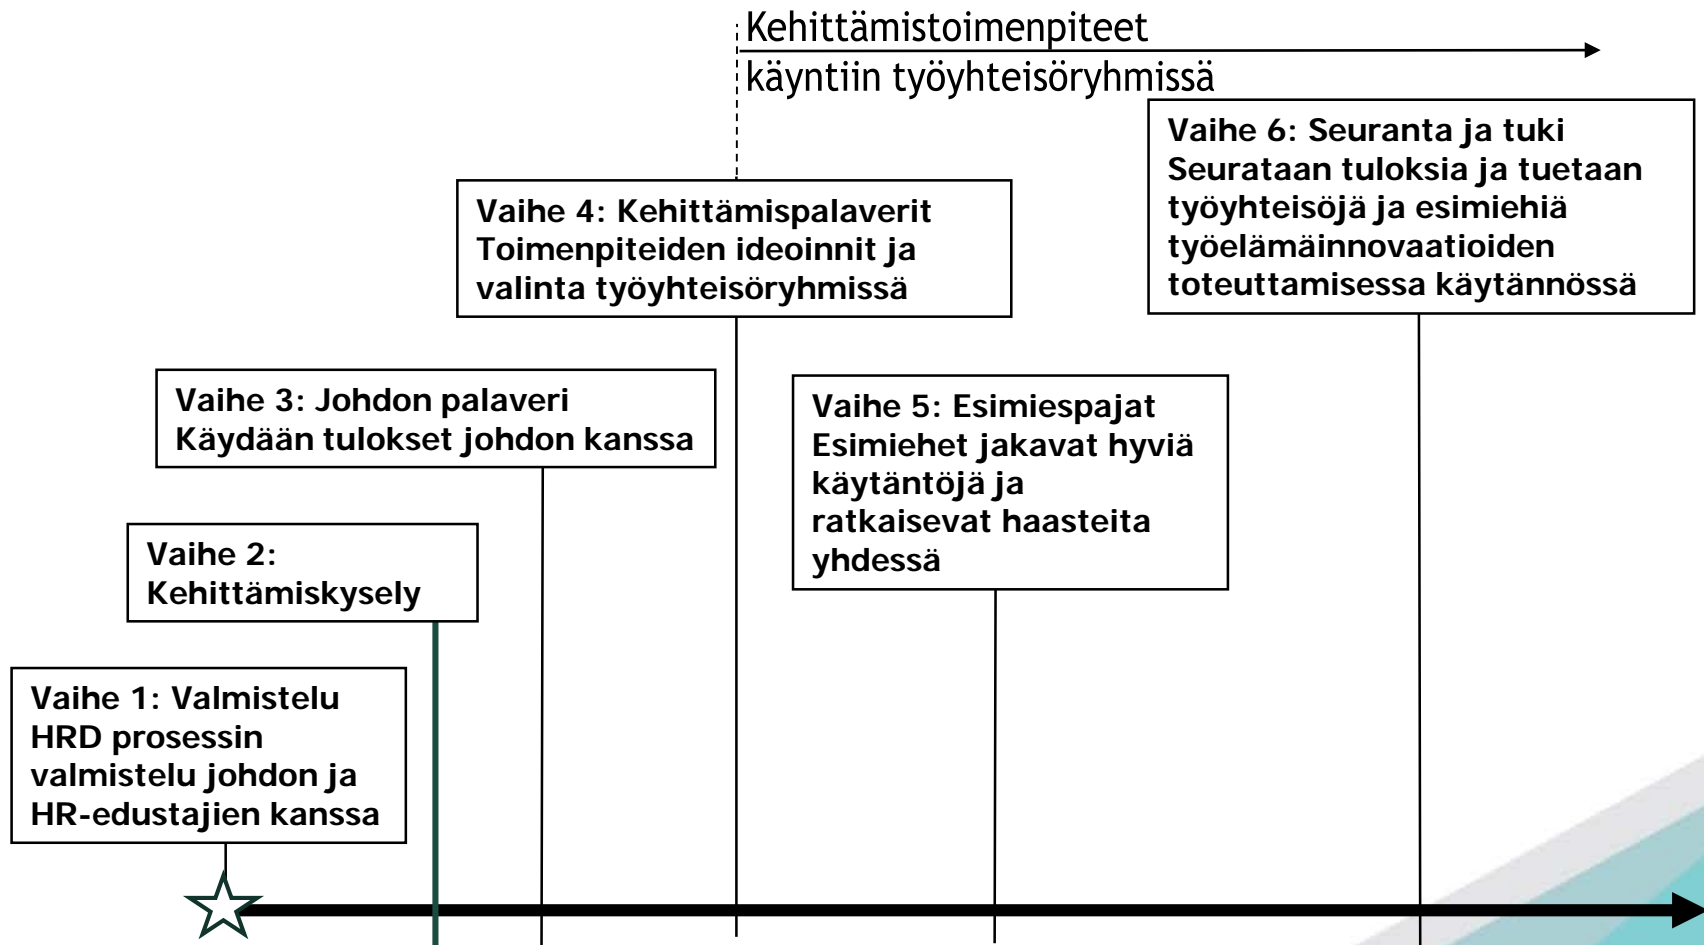 Kehittämistoimenpiteet
käyntiin työyhteisöryhmissä
Vaihe 6: Seuranta ja tuki
Seurataan tuloksia ja tuetaan
työyhteisöjä ja esimiehiä
työelämäinnovaatioiden
toteuttamisessa käytännössä
Vaihe 4: Kehittämispalaverit
Toimenpiteiden ideoinnit ja
valinta työyhteisöryhmissä
Vaihe 3: Johdon palaveri
Käydään tulokset johdon kanssa
Vaihe 5: Esimiespajat
Esimiehet jakavat hyviä
käytäntöjä ja
ratkaisevat haasteita
yhdessä
Vaihe 2:
Kehittämiskysely
Vaihe 1: Valmistelu
HRD prosessin
valmistelu johdon ja
HR-edustajien kanssa